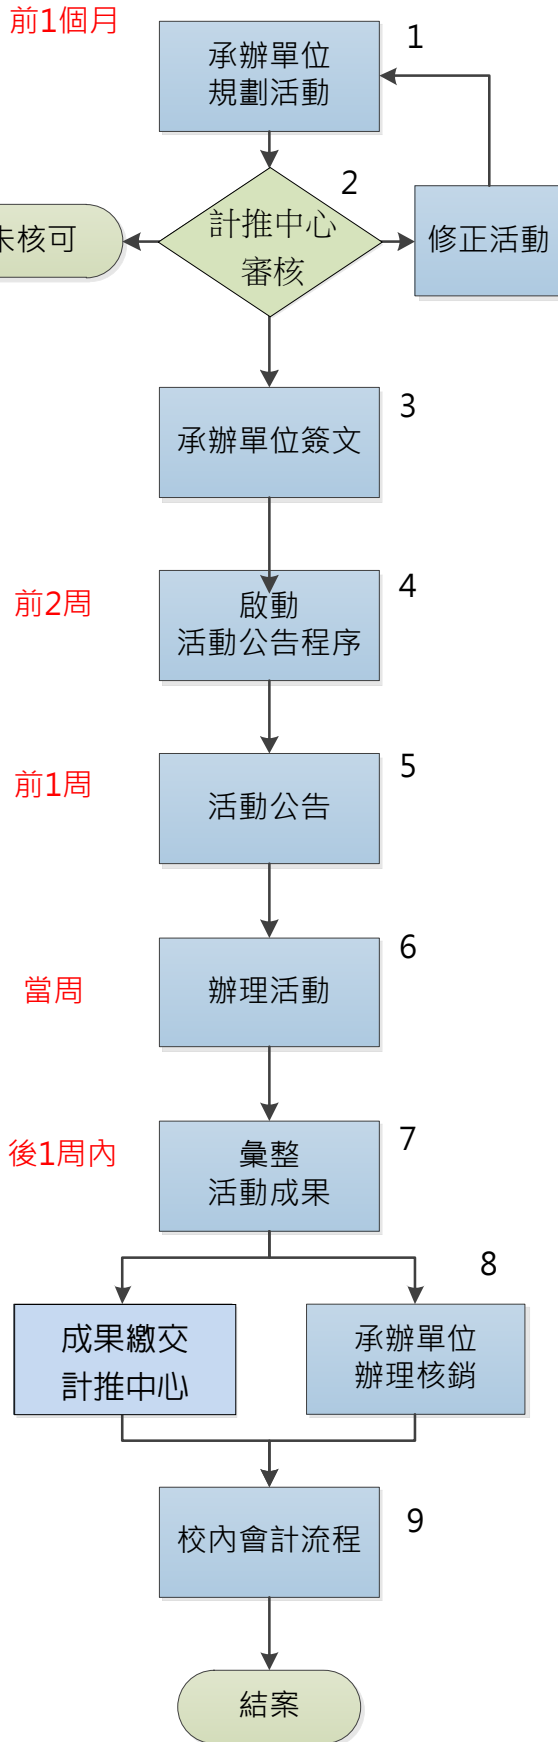 前1個月
1
承辦單位
規劃活動
2
計推中心
審核
未核可
修正活動
3
承辦單位簽文
前2周
4
啟動
活動公告程序
前1周
5
活動公告
6
當周
辦理活動
後1周內
7
彙整
活動成果
8
成果繳交
計推中心
承辦單位
辦理核銷
9
校內會計流程
結案